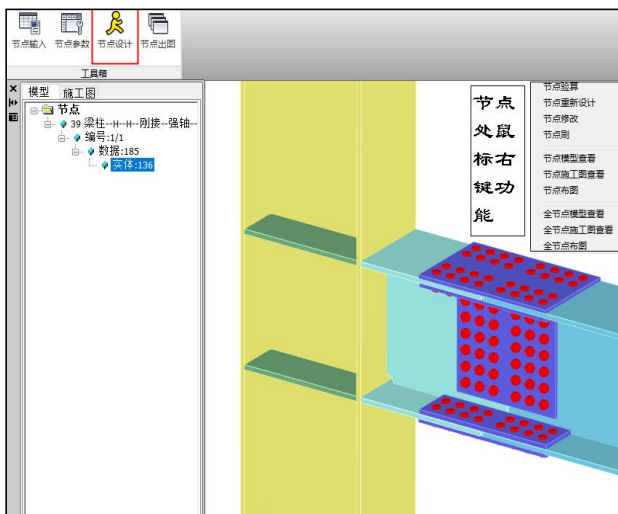 节点输入 节点参数 节点设计 节点出图
工具箱
模型 施工图
节点
39 梁柱--H--H--刚接--强轴--
编号:1/1
数据:185
实体:136
节点
处鼠
标右
键功
能
节点验算
节点重新设计
节点修改
节点刷
节点模型查看
节点施工图查看
节点布图
全节点模型查看
全节点施工图查看
全节点布图